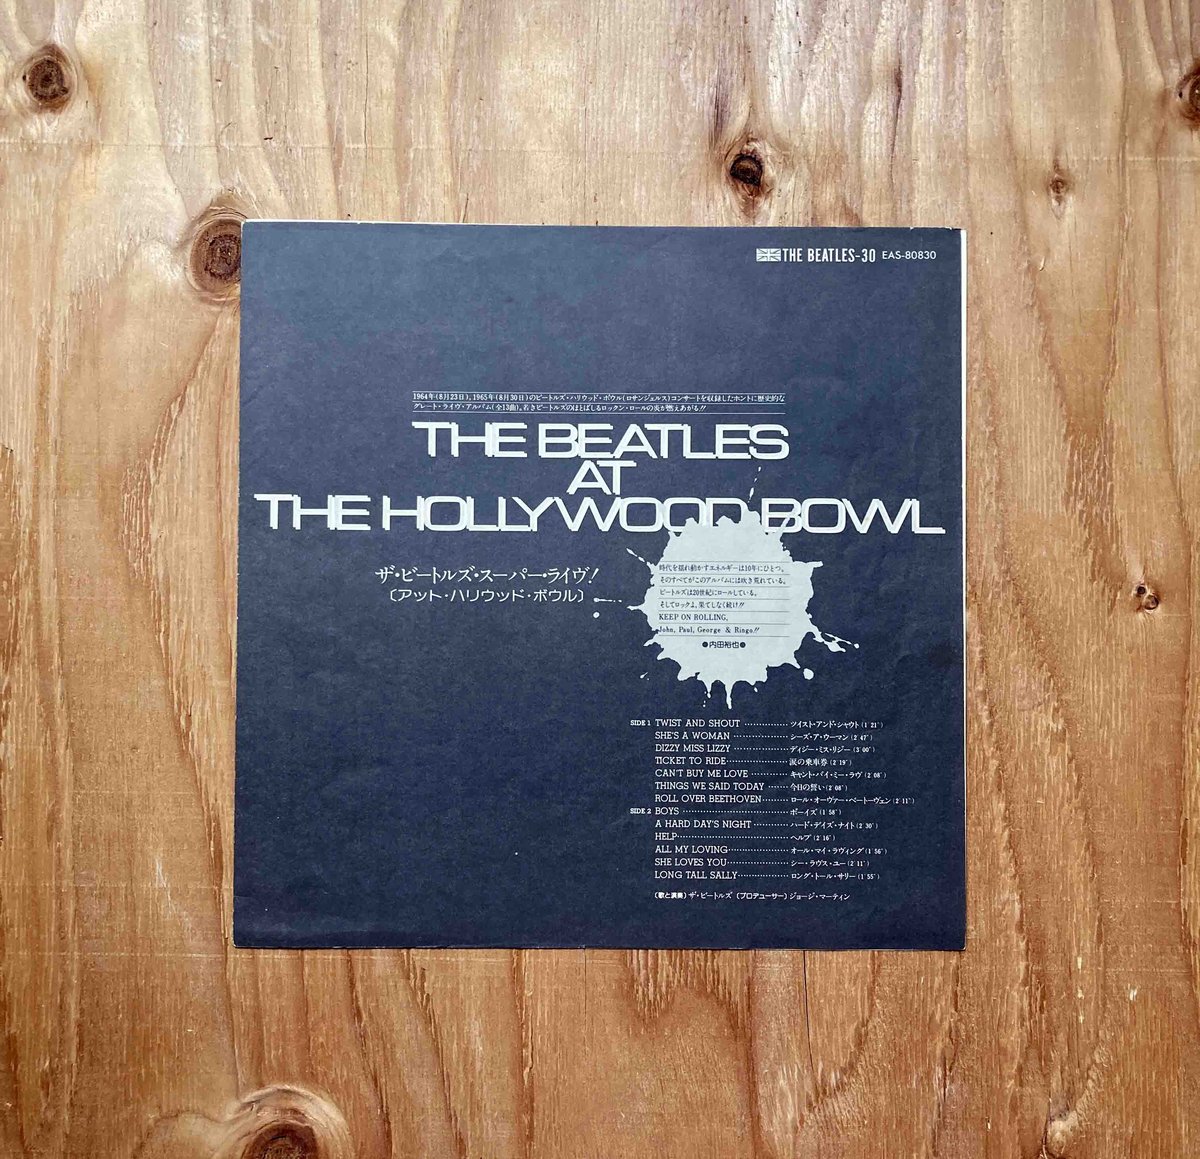 THE BEATLES-30 EAS-80830
1964年(8月23日)、1965年(8月30日)のビートルズ・ハリウッド・ボウル(ロサンジェルス)コンサートを収録したホントに歴史的な
グレート・ライヴ・アルバム(全13曲)。若きビートルズのほとばしるロックン・ロールの炎が燃えあがる!!
THE BEATLES
AT
THE HOLLYWOOD BOWL
ザ・ビートルズ・スーパー・ライヴ!
〔アット・ハリウッド・ボウル〕
時代を揺れ動かすエネルギーは10年にひとつ。
そのすべてがこのアルバムには吹き荒れている。
ビートルズは20世紀にロールしている。
そしてロックよ、果てしなく続け!!
KEEP ON ROLLING,
John, Paul, George & Ringo!!
●内田裕也●
SIDE 1 TWIST AND SHOUT ··············· ツイスト・アンド・シャウト(1′21″)
SHE'S A WOMAN ·················· シーズ・ア・ウーマン(2′47″)
DIZZY MISS LIZZY ·················· ディジー・ミス・リジー(3′00″)
TICKET TO RIDE ····················· 涙の乗車券(2′19″)
CAN'T BUY ME LOVE ············ キャント・バイ・ミー・ラヴ(2′08″)
THINGS WE SAID TODAY ······· 今日の誓い(2′08″)
ROLL OVER BEETHOVEN ········· ロール・オーヴァー・ベートーヴェン(2′11″)
SIDE 2 BOYS ······························ ボーイズ(1′58″)
A HARD DAY'S NIGHT ············ ハード・デイズ・ナイト(2′30″)
HELP ································ ヘルプ(2′16″)
ALL MY LOVING ····················· オール・マイ・ラヴィング(1′56″)
SHE LOVES YOU ····················· シー・ラヴス・ユー(2′11″)
LONG TALL SALLY ·················· ロング・トール・サリー(1′55″)
〔歌と演奏〕ザ・ビートルズ 〔プロデューサー〕ジョージ・マーティン